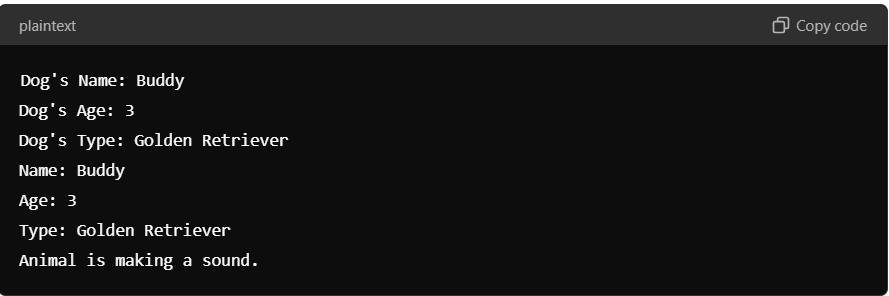 plaintext
Copy code
Dog's Name: Buddy
Dog's Age: 3
Dog's Type: Golden Retriever
Name: Buddy
Age: 3
Type: Golden Retriever
Animal is making a sound.